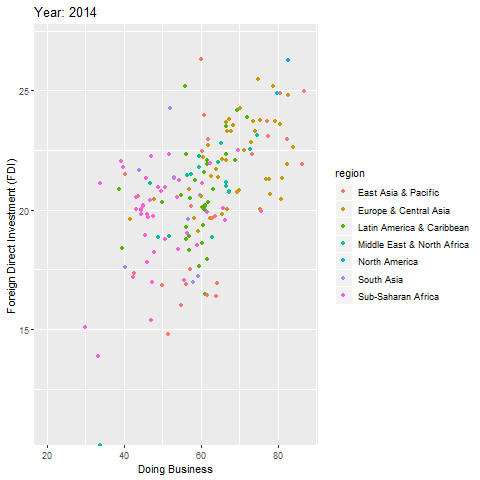 Year: 2014
25
20
15
20
40
60
80
Doing Business
Foreign Direct Investment (FDI)
region
East Asia & Pacific
Europe & Central Asia
Latin America & Caribbean
Middle East & North Africa
North America
South Asia
Sub-Saharan Africa